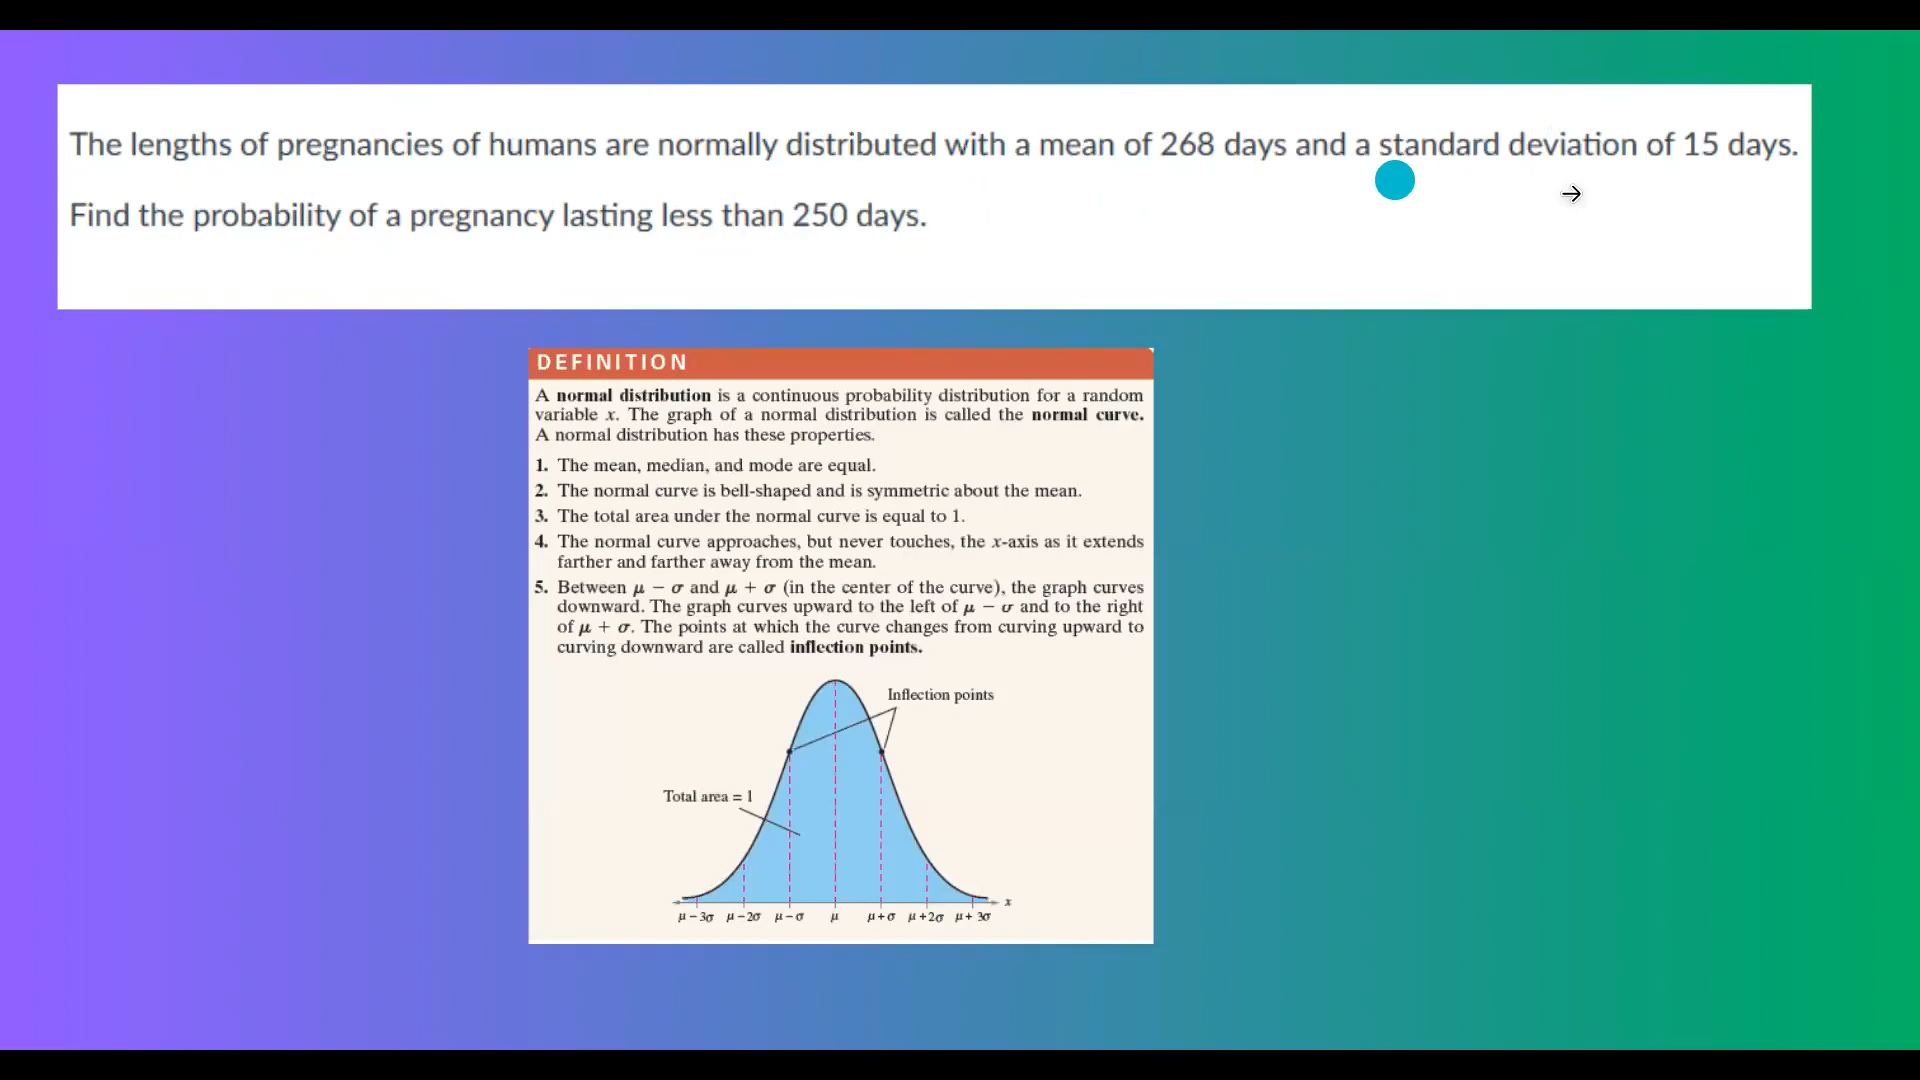 The lengths of pregnancies of humans are normally distributed with a mean of 268 days and a standard deviation of 15 days.
Find the probability of a pregnancy lasting less than 250 days.
DEFINITION
A normal distribution is a continuous probability distribution for a random
variable x. The graph of a normal distribution is called the normal curve.
A normal distribution has these properties.
1. The mean, median, and mode are equal.
2. The normal curve is bell-shaped and is symmetric about the mean.
3. The total area under the normal curve is equal to 1.
4. The normal curve approaches, but never touches, the x-axis as it extends
farther and farther away from the mean.
5. Between μ − σ and μ + σ (in the center of the curve), the graph curves
downward. The graph curves upward to the left of μ − σ and to the right
of μ + σ. The points at which the curve changes from curving upward to
curving downward are called inflection points.
Inflection points
Total area = 1
x
μ − 3σ μ − 2σ μ − σ μ μ + σ μ + 2σ μ + 3σ